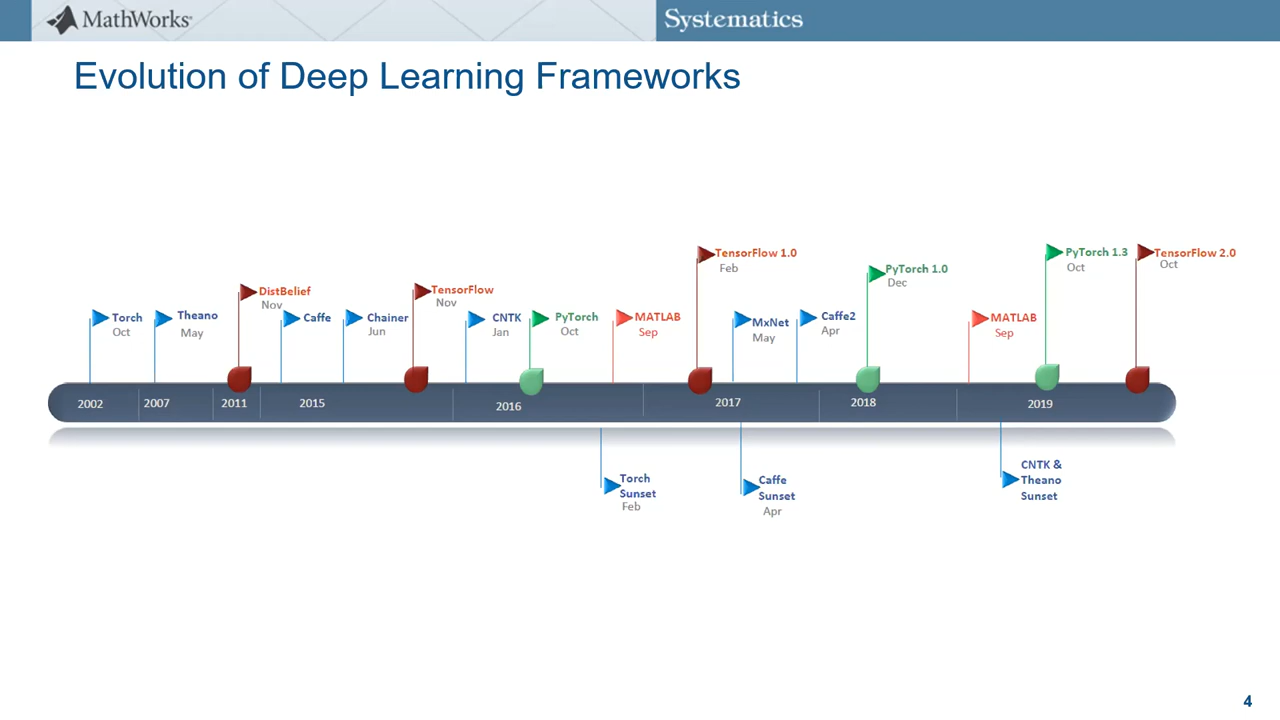 MathWorks®
Systematics
Evolution of Deep Learning Frameworks
Torch
Oct
Theano
May
DistBelief
Nov
Caffe
Chainer
Jun
TensorFlow
Nov
CNTK
Jan
PyTorch
Oct
MATLAB
Sep
TensorFlow 1.0
Feb
MxNet
May
Caffe2
Apr
PyTorch 1.0
Dec
MATLAB
Sep
PyTorch 1.3
Oct
TensorFlow 2.0
Oct
2002
2007
2011
2015
2016
2017
2018
2019
Torch
Sunset
Feb
Caffe
Sunset
Apr
CNTK &
Theano
Sunset
4